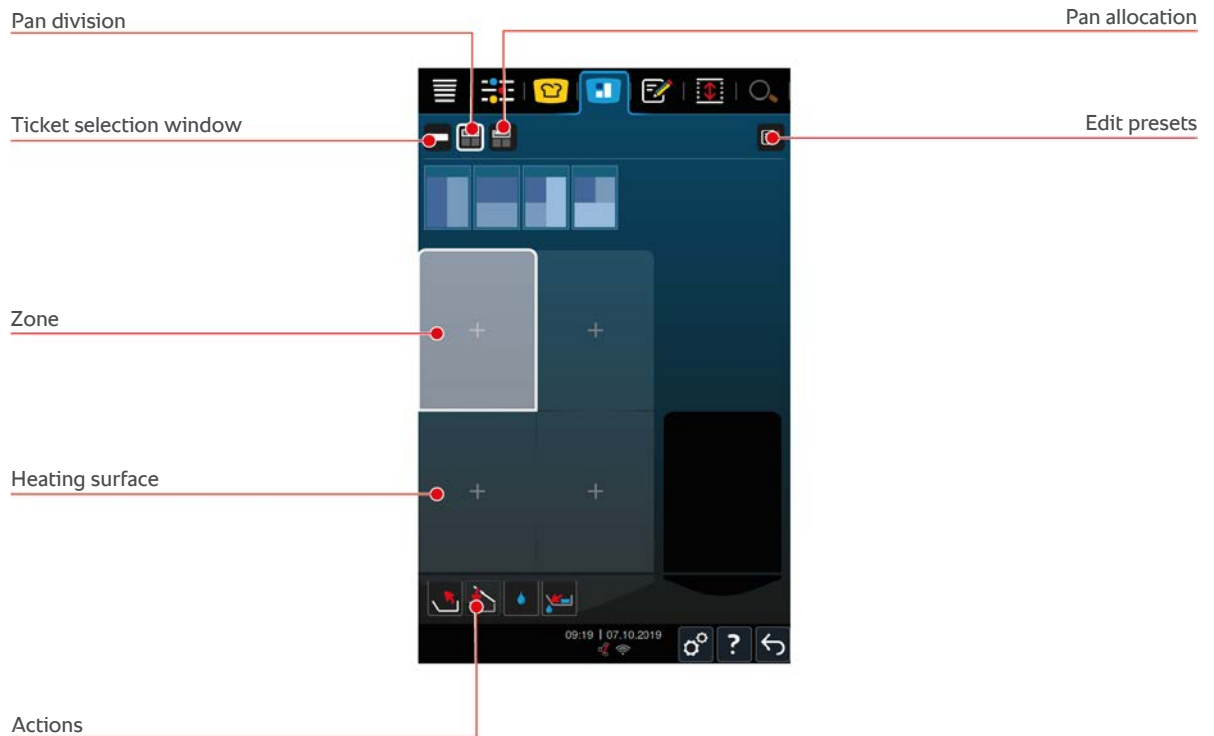 Pan division
Pan allocation
Ticket selection window
Edit presets
Zone
Heating surface
09:19 | 07.10.2019
?
Actions